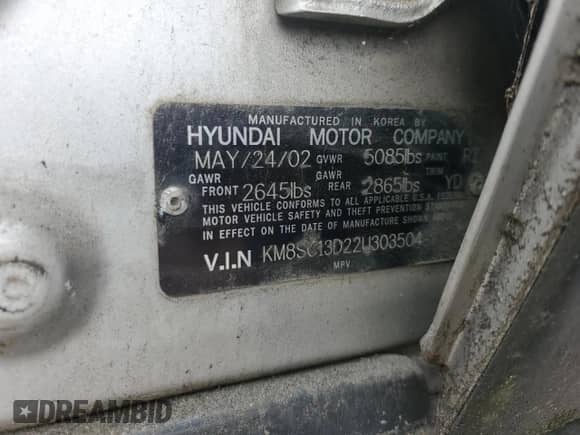 MANUFACTURED IN KOREA BY
HYUNDAI MOTOR COMPANY
MAY/24/02 GVWR 5085lbs PAINT
GAWR FRONT 2645lbs GAWR REAR 2865lbs TRIM YD
THIS VEHICLE CONFORMS TO ALL APPLICABLE U.S.A.
MOTOR VEHICLE SAFETY AND THEFT PREVENTION
IN EFFECT ON THE DATE OF MANUFACTURE SHOWN
V.I.N KM8SC13D22U303504
MPV
DREAMBID